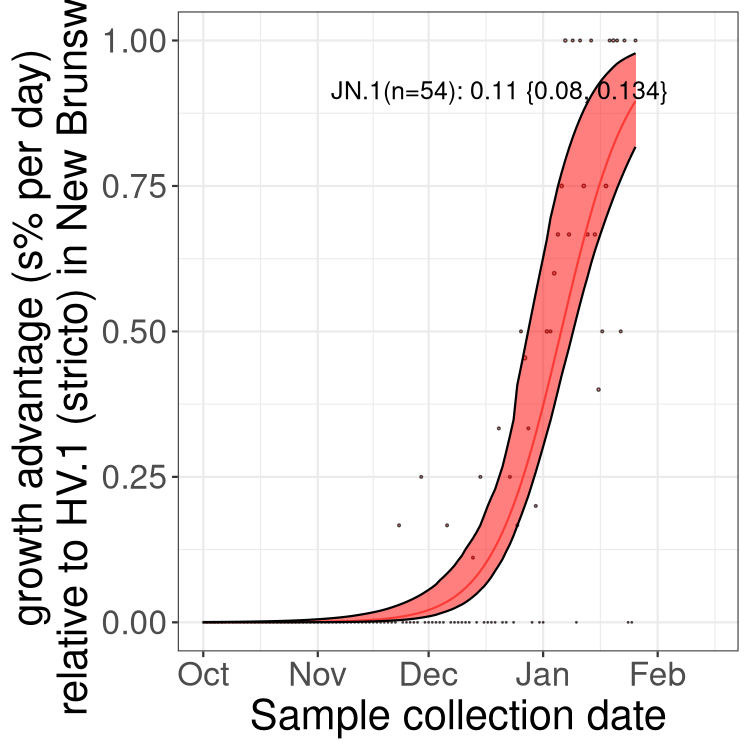 growth advantage (s% per day)
relative to HV.1 (stricto) in New Brunsw
1.00
0.75
0.50
0.25
0.00
JN.1(n=54): 0.11 {0.08, 0.134}
Oct Nov Dec Jan Feb
Sample collection date